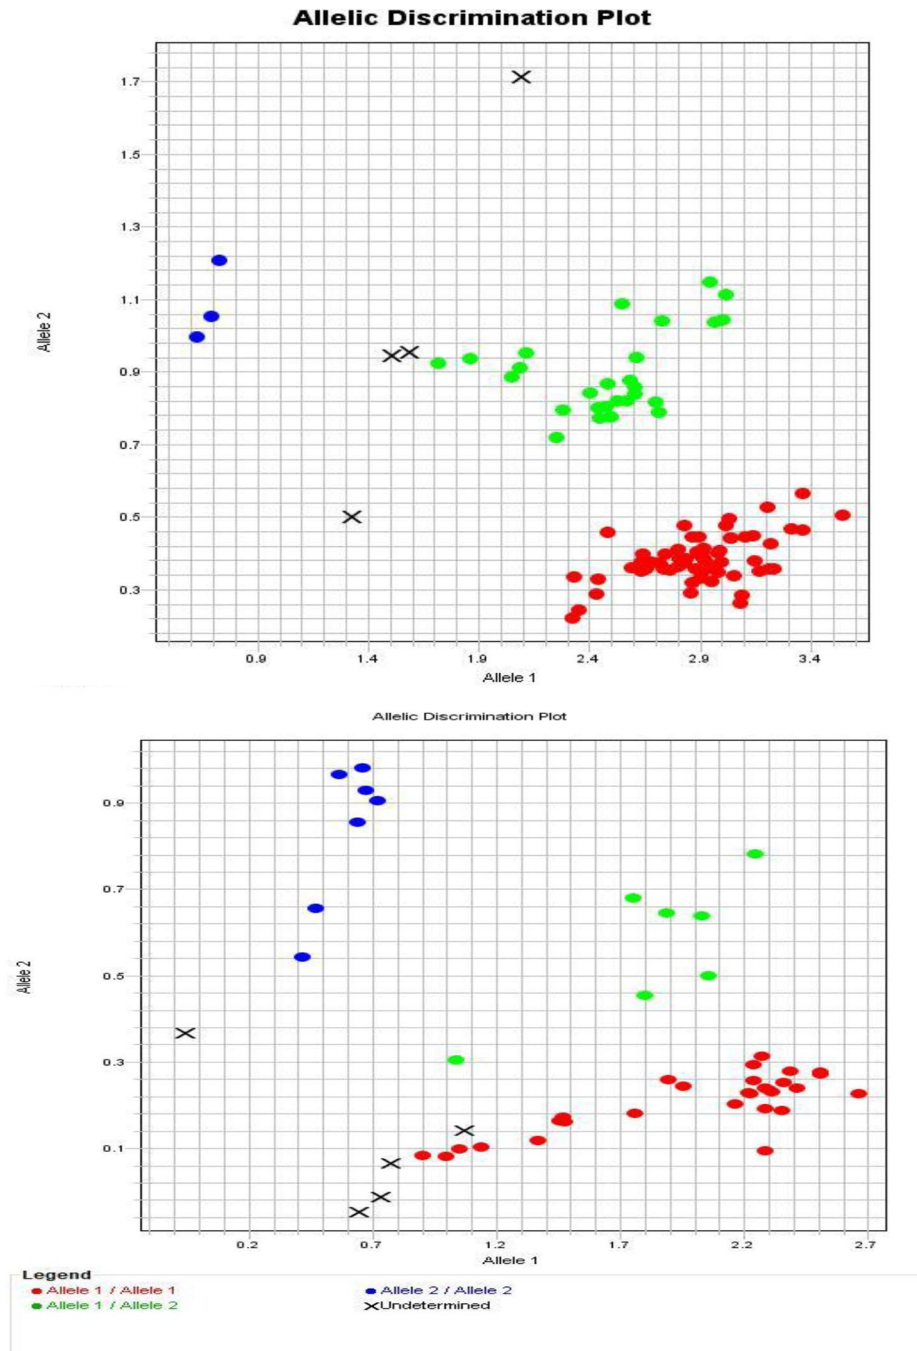 Allelic Discrimination Plot
1.7
1.5
1.3
1.1
0.9
0.7
0.5
0.3
Allele 2
0.9 1.4 1.9 2.4 2.9 3.4
Allele 1
Allelic Discrimination Plot
0.9
0.7
0.5
0.3
0.1
Allele 2
0.2 0.7 1.2 1.7 2.2 2.7
Allele 1
Legend
Allele 1 / Allele 1 Allele 2 / Allele 2
Allele 1 / Allele 2 Undetermined